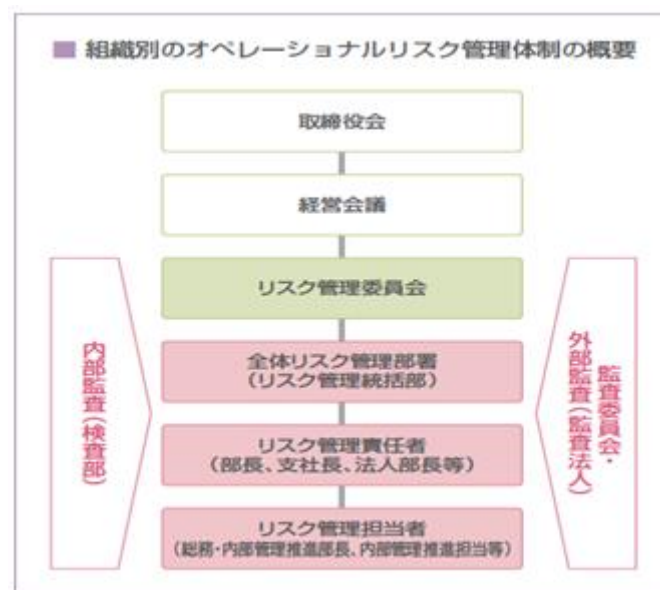 ■ 組織別のオペレーショナルリスク管理体制の概要
取締役会
経営会議
リスク管理委員会
全体リスク管理部署
(リスク管理統括部)
リスク管理責任者
(部長、支社長、法人部長等)
リスク管理担当者
(総務・内部管理推進部長、内部管理推進担当等)
内部監査(検査部)
監査委員会・
外部監査(監査法人)